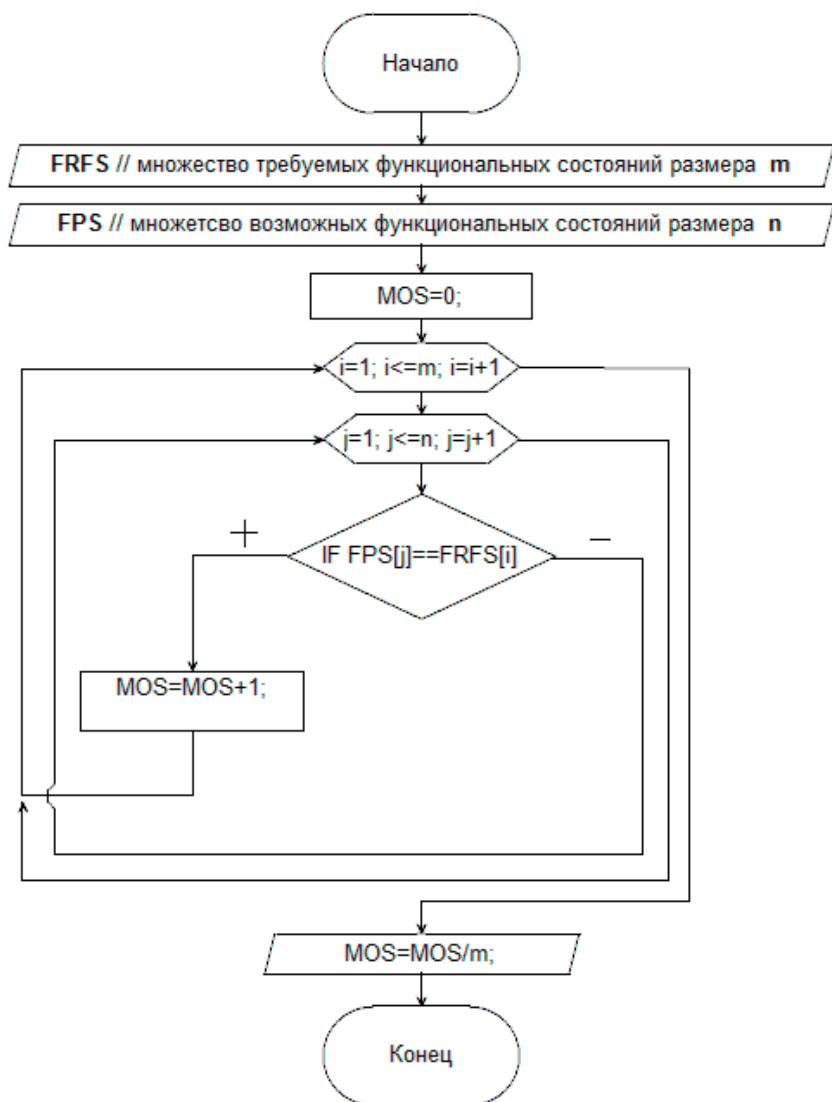 Начало
FRFS // множество требуемых функциональных состояний размера m
FPS // множетсво возможных функциональных состояний размера n
MOS=0;
i=1; i<=m; i=i+1
j=1; j<=n; j=j+1
+
IF FPS[j]==FRFS[i]
–
MOS=MOS+1;
MOS=MOS/m;
Конец